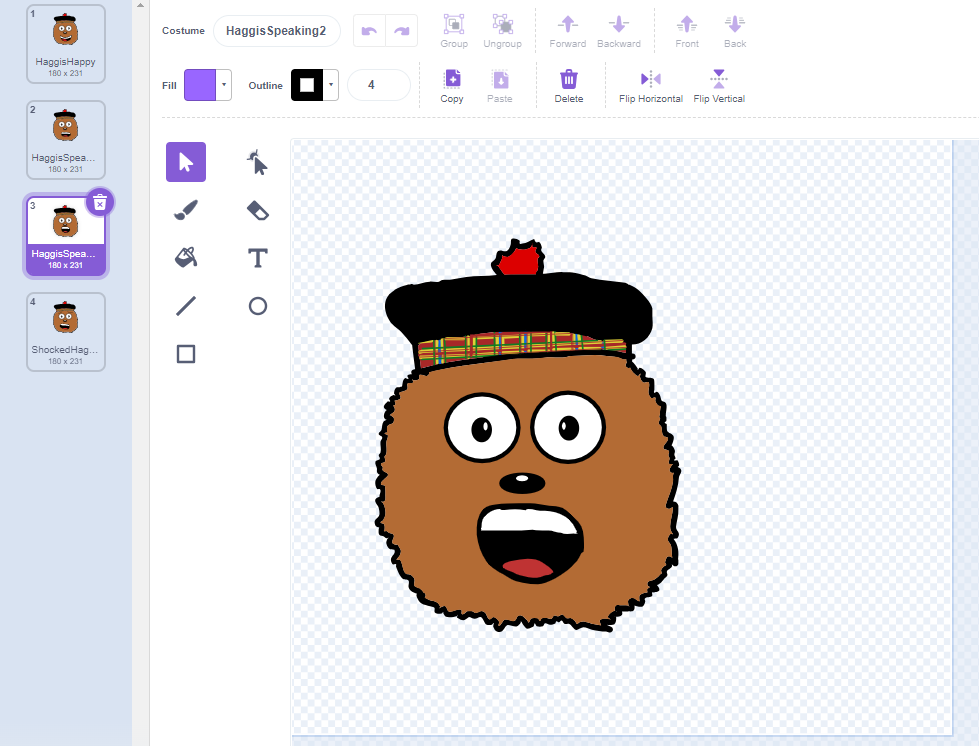 1
HaggisHappy
180 x 231
2
HaggisSpea...
180 x 231
3
HaggisSpea...
180 x 231
4
ShockedHag...
180 x 231
Costume
HaggisSpeaking2
Group
Ungroup
Forward
Backward
Front
Back
Fill
Outline
4
Copy
Paste
Delete
Flip Horizontal
Flip Vertical
T